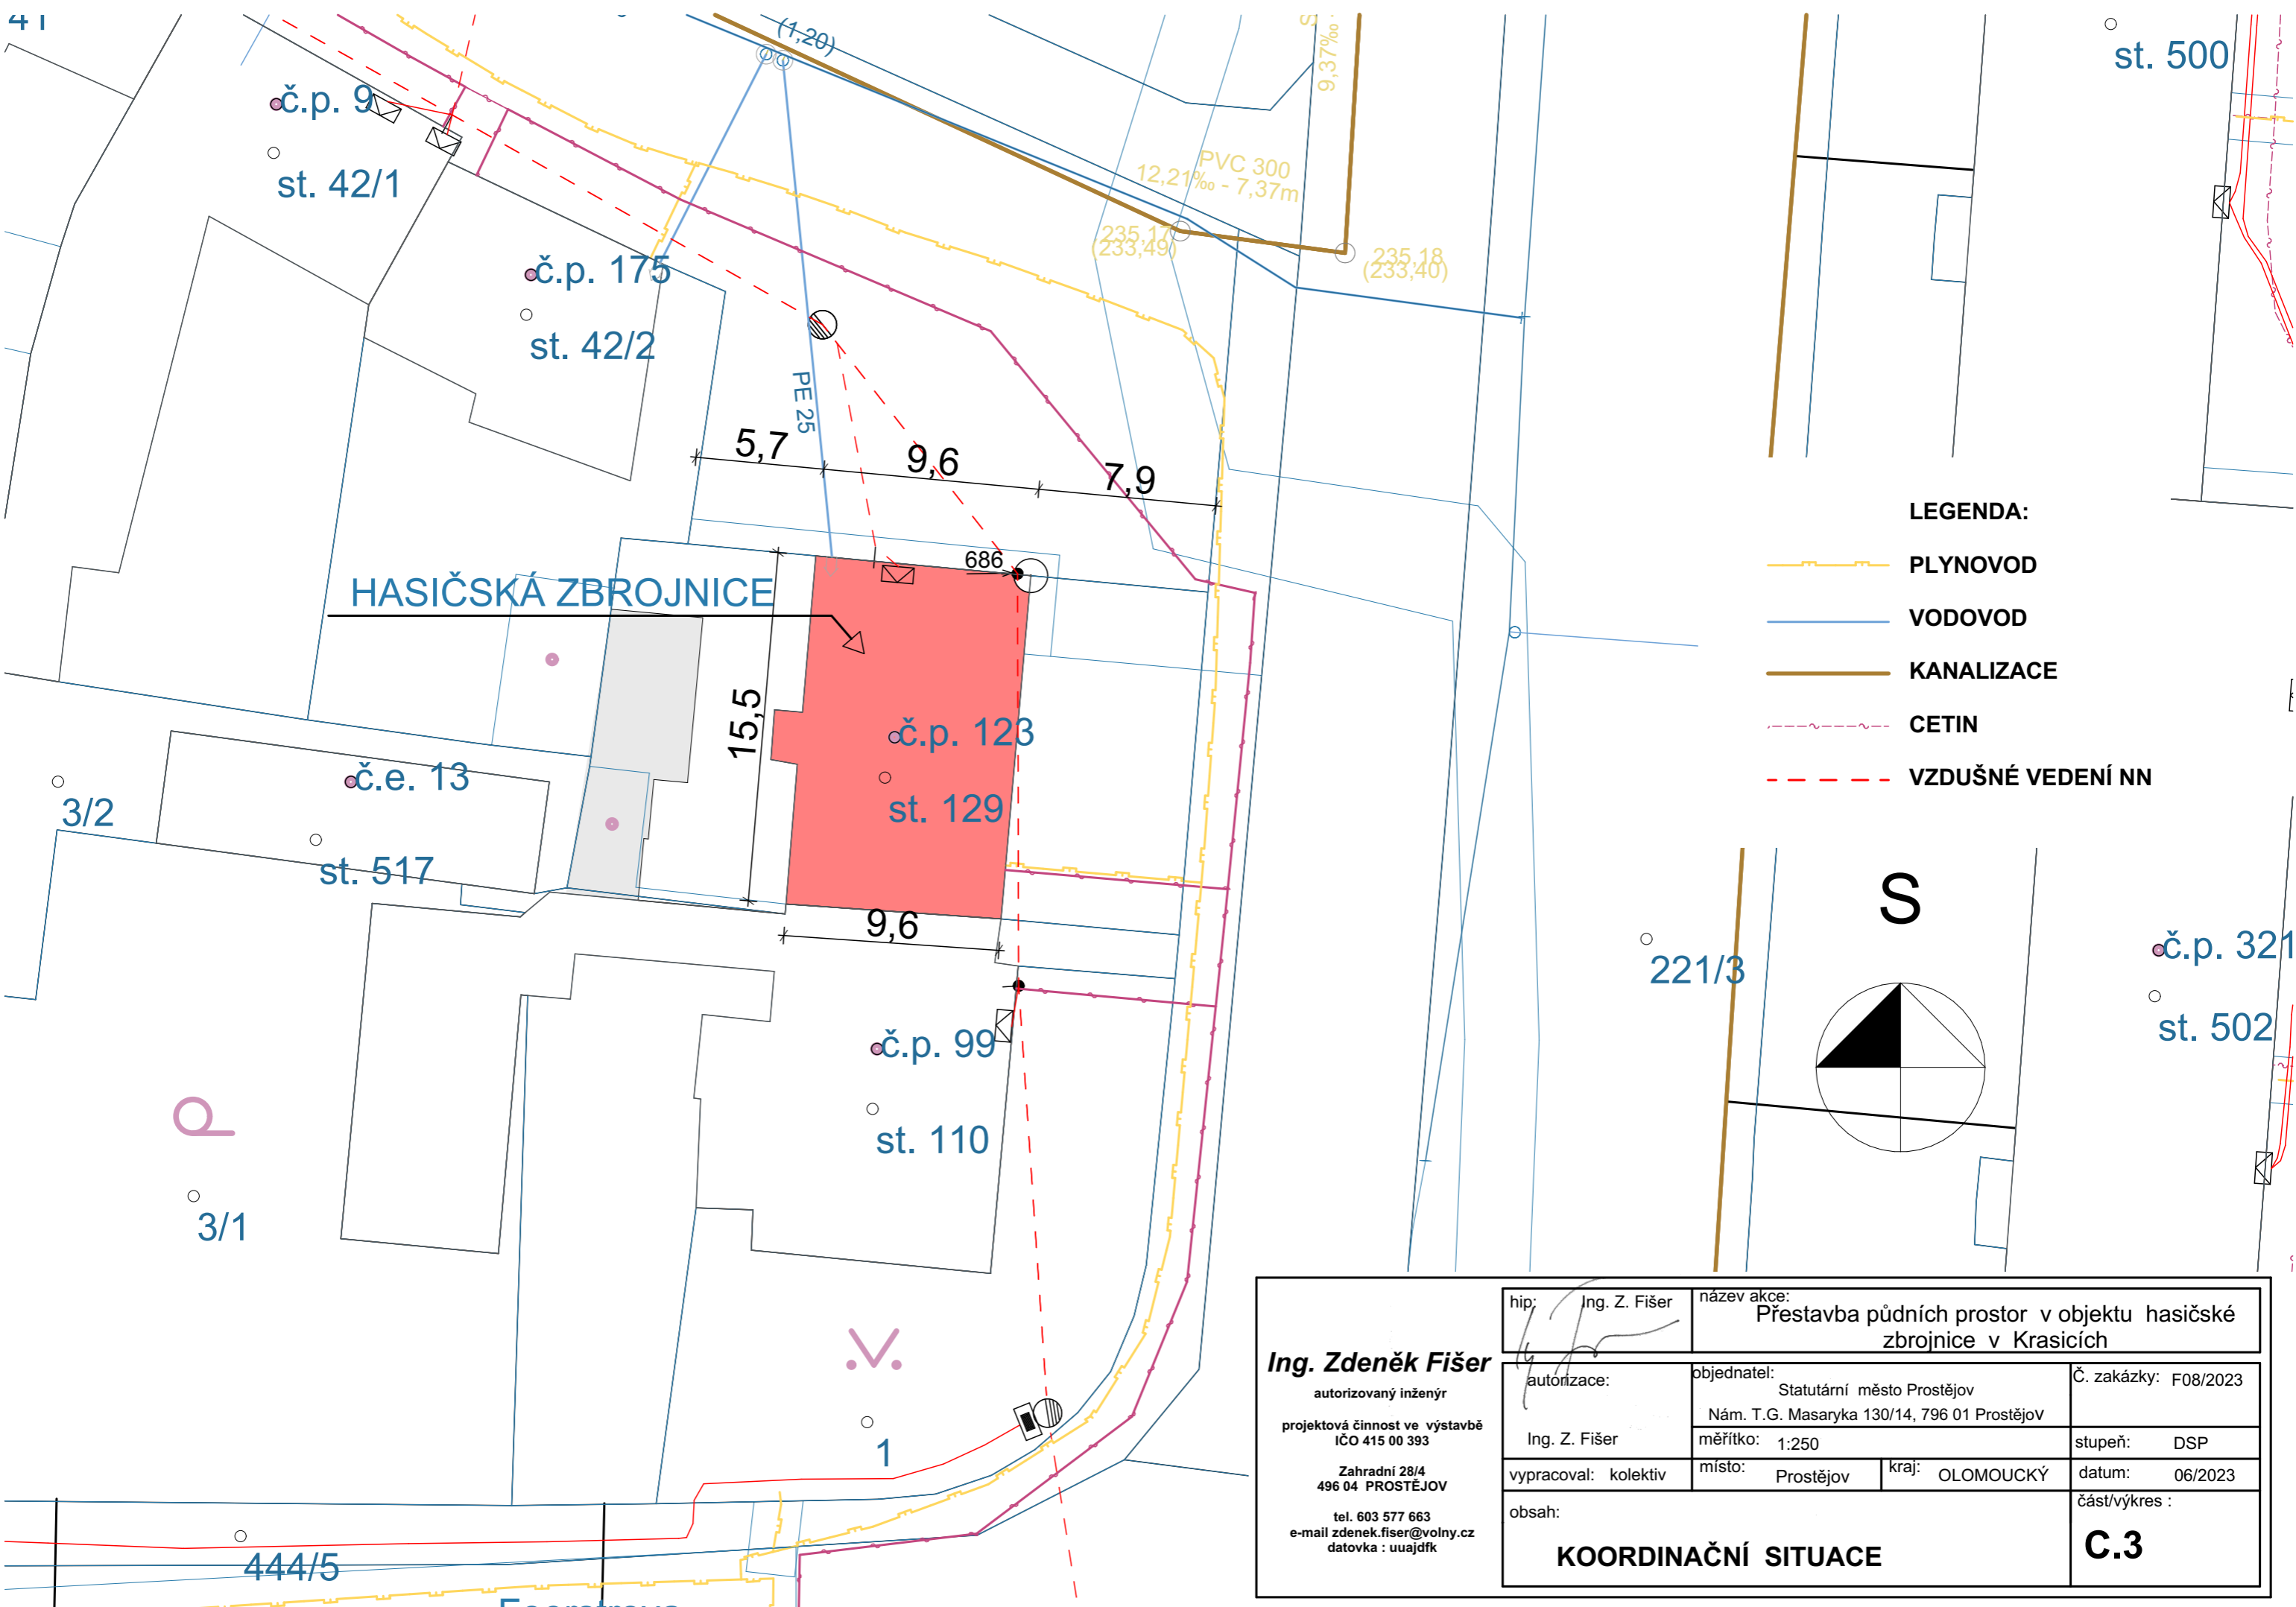 (1,20)
9,37‰
st. 500
č.p. 9
st. 42/1
PVC 300
12,21‰ - 7,37m
235,17
(233,49)
235,18
(233,40)
č.p. 175
st. 42/2
PE 25
5,7
9,6
7,9
686
HASIČSKÁ ZBROJNICE
15,5
č.p. 123
st. 129
č.e. 13
3/2
st. 517
9,6
č.p. 99
st. 110
3/1
1
444/5
LEGENDA:
PLYNOVOD
VODOVOD
KANALIZACE
CETIN
VZDUŠNÉ VEDENÍ NN
S
221/3
č.p. 321
st. 502
Ing. Zdeněk Fišer
autorizovaný inženýr
projektová činnost ve výstavbě
IČO 415 00 393
Zahradní 28/4
496 04 PROSTĚJOV
tel. 603 577 663
e-mail zdenek.fiser@volny.cz
datovka : uuajdfk
hip: Ing. Z. Fišer
název akce:
Přestavba půdních prostor v objektu hasičské
zbrojnice v Krasicích
autorizace:
Ing. Z. Fišer
objednatel:
Statutární město Prostějov
Nám. T.G. Masaryka 130/14, 796 01 Prostějov
Č. zakázky: F08/2023
měřítko: 1:250
stupeň: DSP
vypracoval: kolektiv
místo: Prostějov
kraj: OLOMOUCKÝ
datum: 06/2023
obsah:
KOORDINAČNÍ SITUACE
část/výkres :
C.3